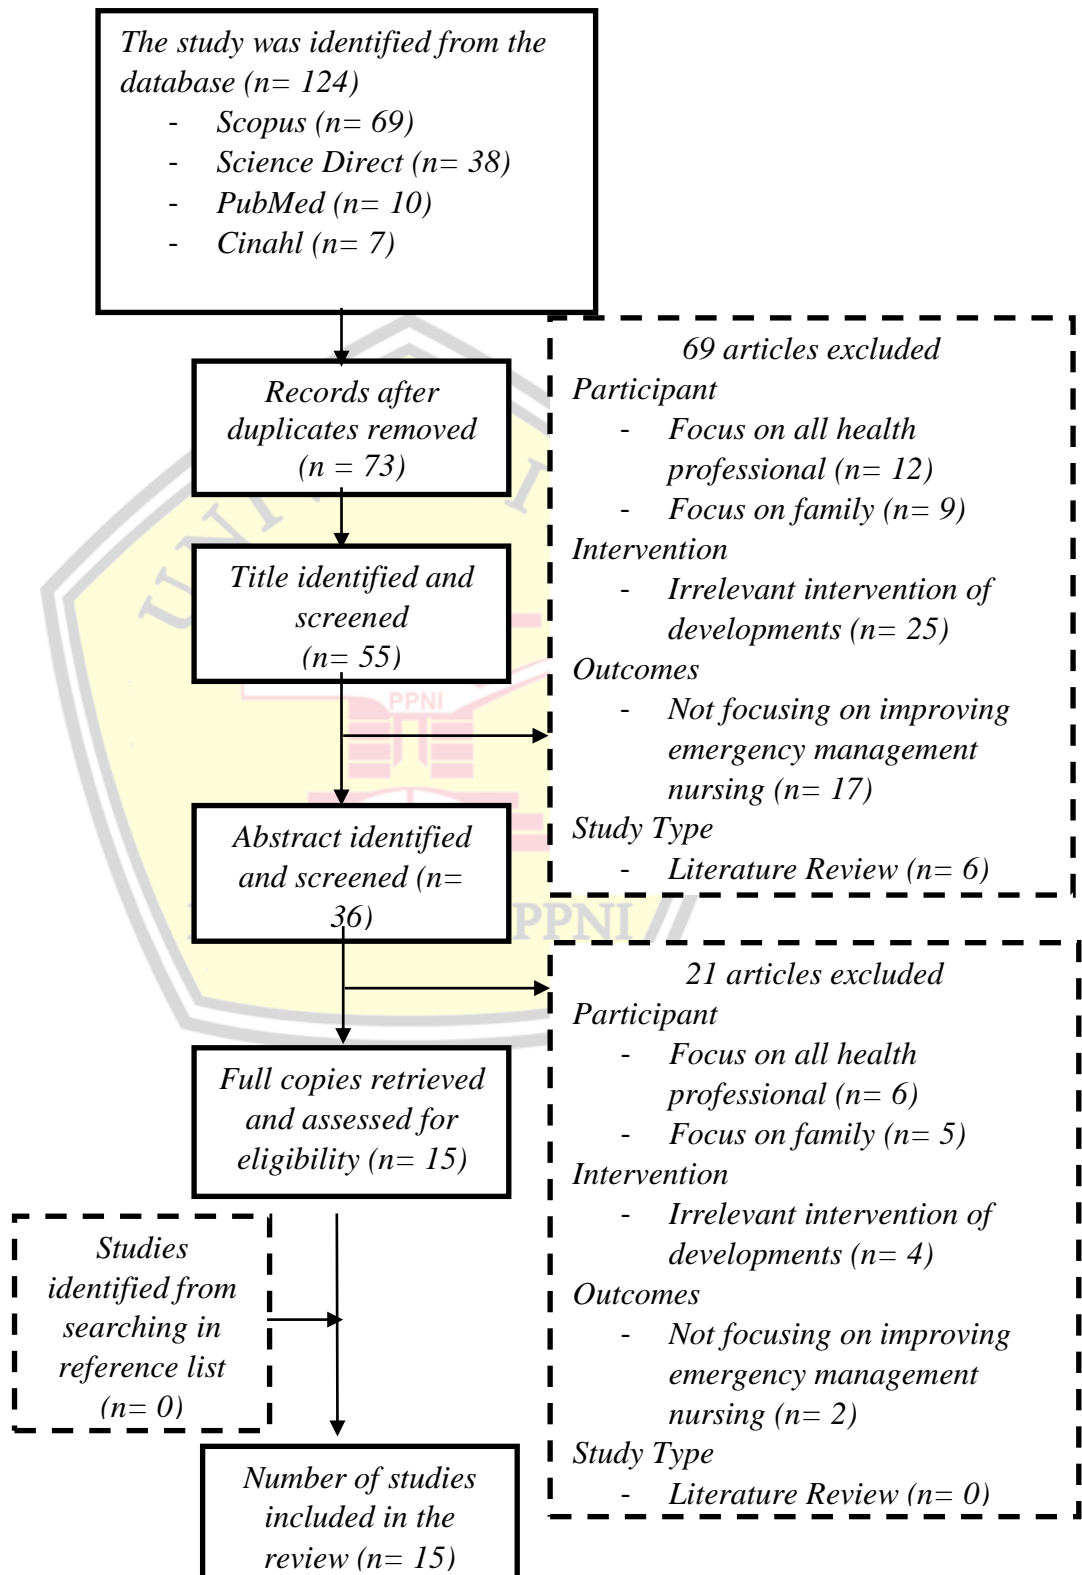 The study was identified from the
database (n= 124)
- Scopus (n= 69)
- Science Direct (n= 38)
- PubMed (n= 10)
- Cinahl (n= 7)
Records after
duplicates removed
(n = 73)
Title identified and
screened
(n= 55)
69 articles excluded
Participant
- Focus on all health
professional (n= 12)
- Focus on family (n= 9)
Intervention
- Irrelevant intervention of
developments (n= 25)
Outcomes
- Not focusing on improving
emergency management
nursing (n= 17)
Study Type
- Literature Review (n= 6)
Abstract identified
and screened (n=
36)
21 articles excluded
Participant
- Focus on all health
professional (n= 6)
- Focus on family (n= 5)
Intervention
- Irrelevant intervention of
developments (n= 4)
Outcomes
- Not focusing on improving
emergency management
nursing (n= 2)
Study Type
- Literature Review (n= 0)
Full copies retrieved
and assessed for
eligibility (n= 15)
Studies
identified from
searching in
reference list
(n= 0)
Number of studies
included in the
review (n= 15)
PPNI
PPNI